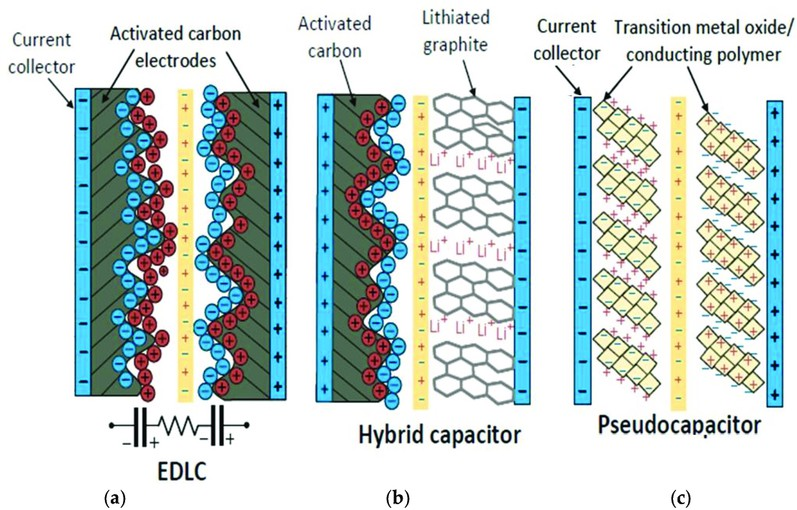 Current
collector
Activated carbon
electrodes
EDLC
(a)
Activated
carbon
Lithiated
graphite
Li+ Li+ Li+ Li+
Li+ Li+ Li+ Li+
Li+ Li+ Li+ Li+
Hybrid capacitor
(b)
Current
collector
Transition metal oxide/
conducting polymer
Pseudocapacitor
(c)